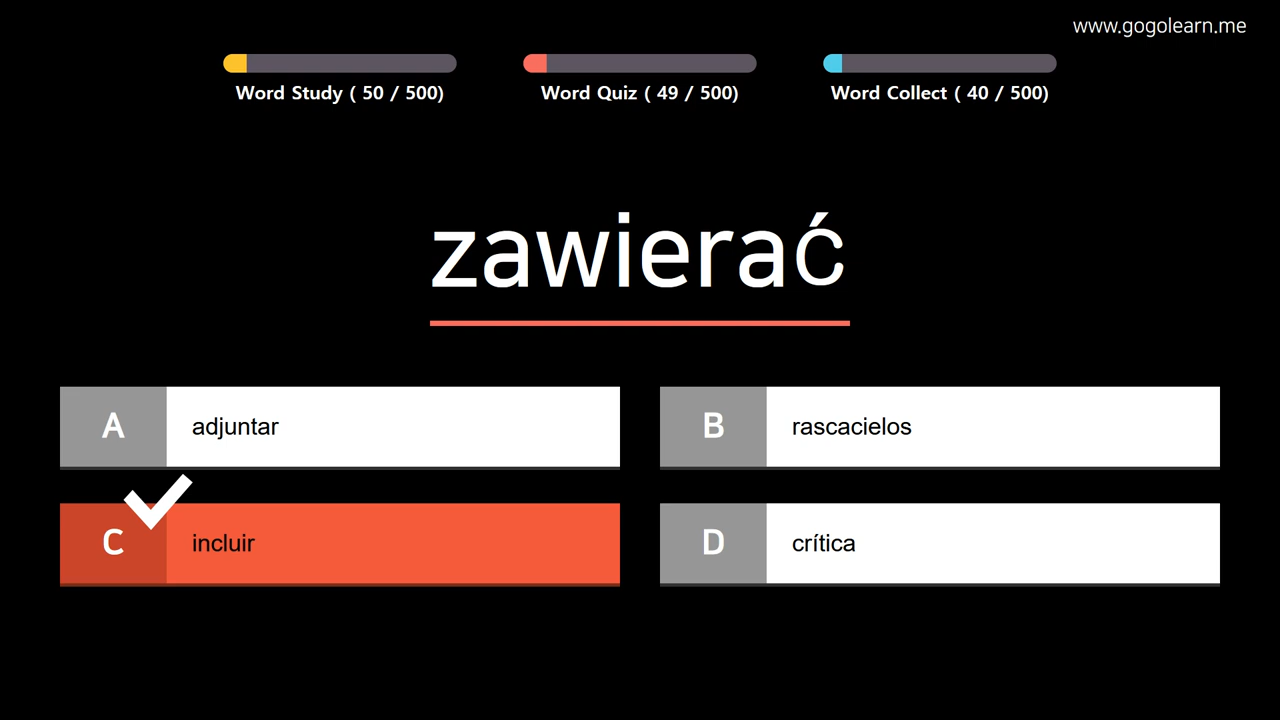 www.gogolearn.me
Word Study ( 50 / 500)
Word Quiz ( 49 / 500)
Word Collect ( 40 / 500)
zawierać
A adjuntar
B rascacielos
C incluir
D crítica